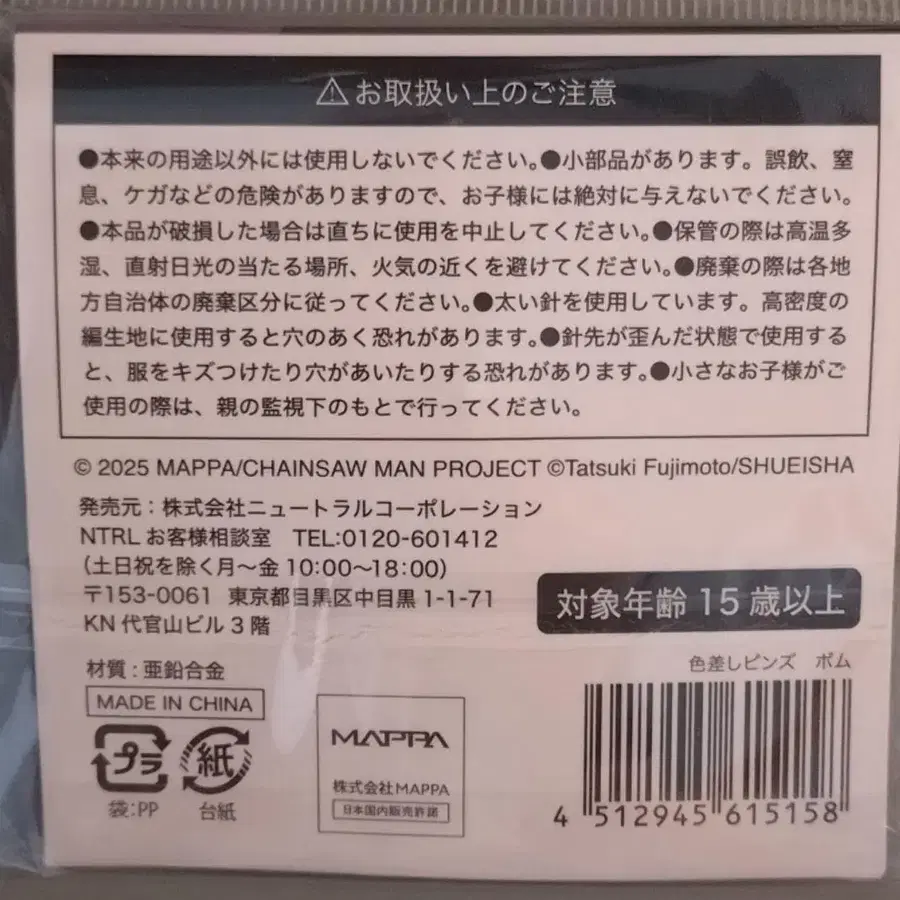 ⚠お取扱い上のご注意
●本来の用途以外には使用しないでください。●小部品があります。誤飲、窒
息、ケガなどの危険がありますので、お子様には絶対に与えないでください。
●本品が破損した場合は直ちに使用を中止してください。●保管の際は高温多
湿、直射日光の当たる場所、火気の近くを避けてください。●廃棄の際は各地
方自治体の廃棄区分に従ってください。●太い針を使用しています。高密度の
編生地に使用すると穴のあく恐れがあります。●針先が歪んだ状態で使用する
と、服をキズつけたり穴があいたりする恐れがあります。●小さなお子様がご
使用の際は、親の監視下のもとで行ってください。
© 2025 MAPPA/CHAINSAW MAN PROJECT ©Tatsuki Fujimoto/SHUEISHA
発売元：株式会社ニュートラルコーポレーション
NTRL お客様相談室 TEL:0120-601412
(土日祝を除く月～金 10:00～18:00)
〒153-0061 東京都目黒区中目黒 1-1-71
KN 代官山ビル 3 階
対象年齢 15 歳以上
材質：亜鉛合金
MADE IN CHINA
プラ
袋:PP
紙
台紙
MAPPA
株式会社MAPPA
日本国内販売許諾
色差しピンズ ポム
4 512945 615158